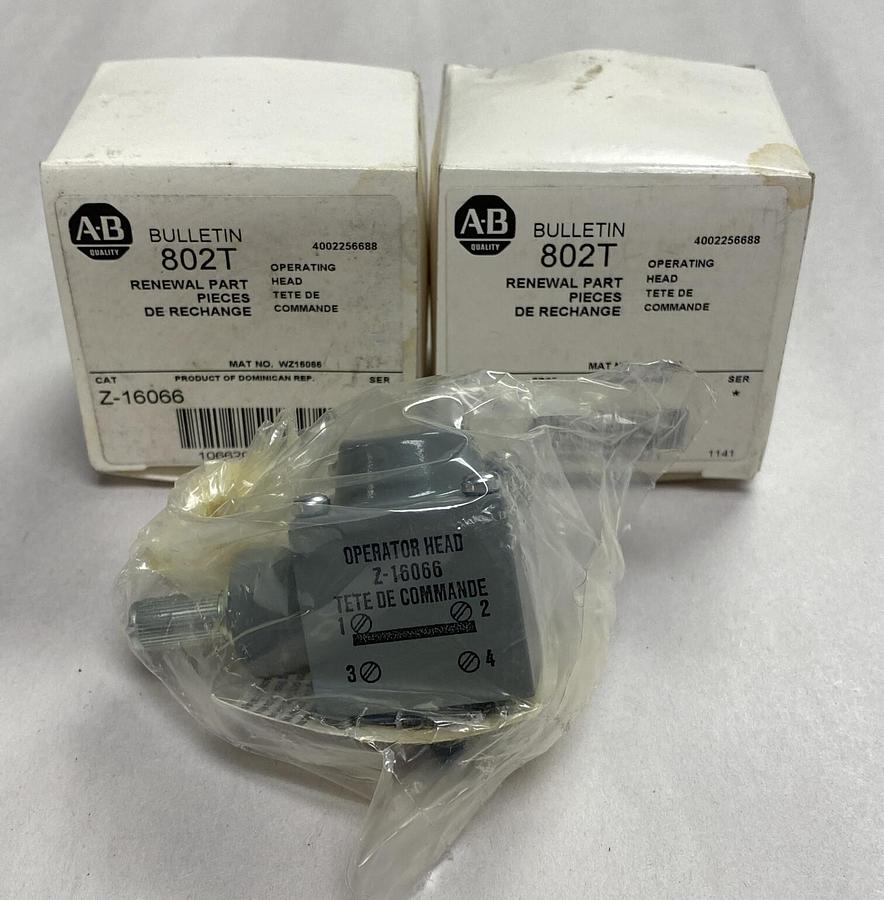 A-B
QUALITY
BULLETIN
802T
RENEWAL PART
PIECES
DE RECHANGE
4002256688
OPERATING
HEAD
TETE DE
COMMANDE
MAT NO. WZ16066
CAT
PRODUCT OF DOMINICAN REP.
SER
Z-16066
A-B
QUALITY
BULLETIN
802T
RENEWAL PART
PIECES
DE RECHANGE
4002256688
OPERATING
HEAD
TETE DE
COMMANDE
MAT
SER
*
1141
OPERATOR HEAD
Z-16066
TETE DE COMMANDE
1 2
3 4